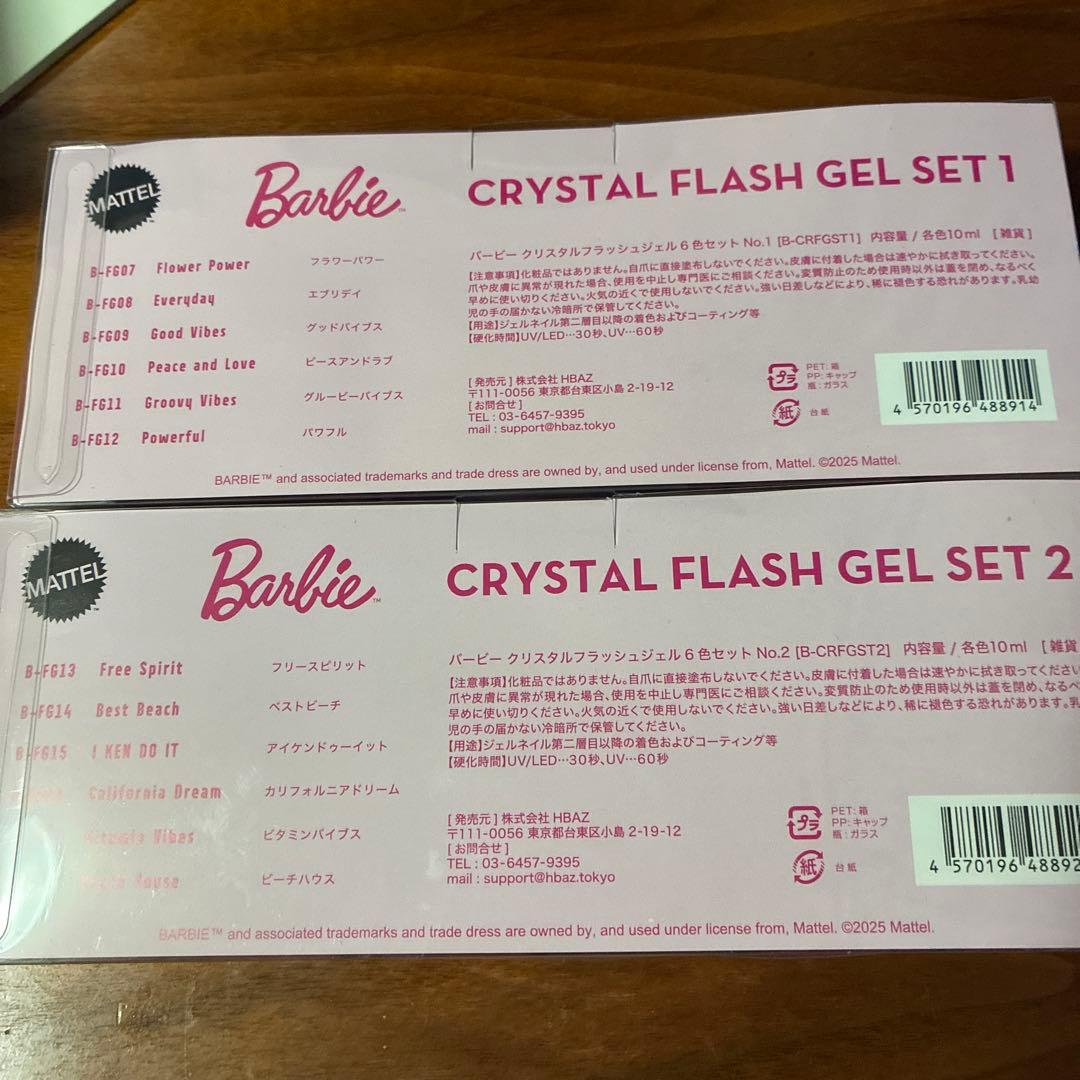 MATTEL
Barbie™
CRYSTAL FLASH GEL SET 1
B-FG07 Flower Power フラワーパワー
B-FG08 Everyday エブリデイ
B-FG09 Good Vibes グッドバイブス
B-FG10 Peace and Love ピースアンドラブ
B-FG11 Groovy Vibes グルービーバイブス
B-FG12 Powerful パワフル
バービー クリスタルフラッシュジェル 6 色セット No.1 [B-CRFGST1] 内容量 / 各色10ml [ 雑貨 ]
【注意事項】化粧品ではありません。自爪に直接塗布しないでください。皮膚に付着した場合は速やかに拭き取ってください。
爪や皮膚に異常が現れた場合、使用を中止し専門医にご相談ください。変質防止のため使用時以外は蓋を閉め、なるべく
早めに使い切りください。火気の近くで使用しないでください。強い日差しなどにより、稀に褪色する恐れがあります。乳幼
児の手の届かない冷暗所で保管してください。
【用途】ジェルネイル第二層目以降の着色およびコーティング等
【硬化時間】UV/LED…30秒、UV…60秒
[ 発売元 ] 株式会社 HBAZ
〒111-0056 東京都台東区小島 2-19-12
[ お問合せ ]
TEL : 03-6457-9395
mail : support@hbaz.tokyo
プラ
PET: 箱
PP: キャップ
瓶 : ガラス
紙
台紙
4 570196 488914
BARBIE™ and associated trademarks and trade dress are owned by, and used under license from, Mattel. ©2025 Mattel.
MATTEL
Barbie™
CRYSTAL FLASH GEL SET 2
B-FG13 Free Spirit フリースピリット
B-FG14 Best Beach ベストビーチ
B-FG15 I KEN DO IT アイケンドゥーイット
California Dream カリフォルニアドリーム
Vibes ビタミンバイブス
House ビーチハウス
バービー クリスタルフラッシュジェル 6 色セット No.2 [B-CRFGST2] 内容量 / 各色10ml [ 雑貨
【注意事項】化粧品ではありません。自爪に直接塗布しないでください。皮膚に付着した場合は速やかに拭き取ってください
爪や皮膚に異常が現れた場合、使用を中止し専門医にご相談ください。変質防止のため使用時以外は蓋を閉め、なるべ
早めに使い切りください。火気の近くで使用しないでください。強い日差しなどにより、稀に褪色する恐れがあります。乳
児の手の届かない冷暗所で保管してください。
【用途】ジェルネイル第二層目以降の着色およびコーティング等
【硬化時間】UV/LED…30秒、UV…60秒
[ 発売元 ] 株式会社 HBAZ
〒111-0056 東京都台東区小島 2-19-12
[ お問合せ ]
TEL : 03-6457-9395
mail : support@hbaz.tokyo
プラ
PET: 箱
PP: キャップ
瓶 : ガラス
紙
台紙
4 570196 48892
BARBIE™ and associated trademarks and trade dress are owned by, and used under license from, Mattel. ©2025 Mattel.